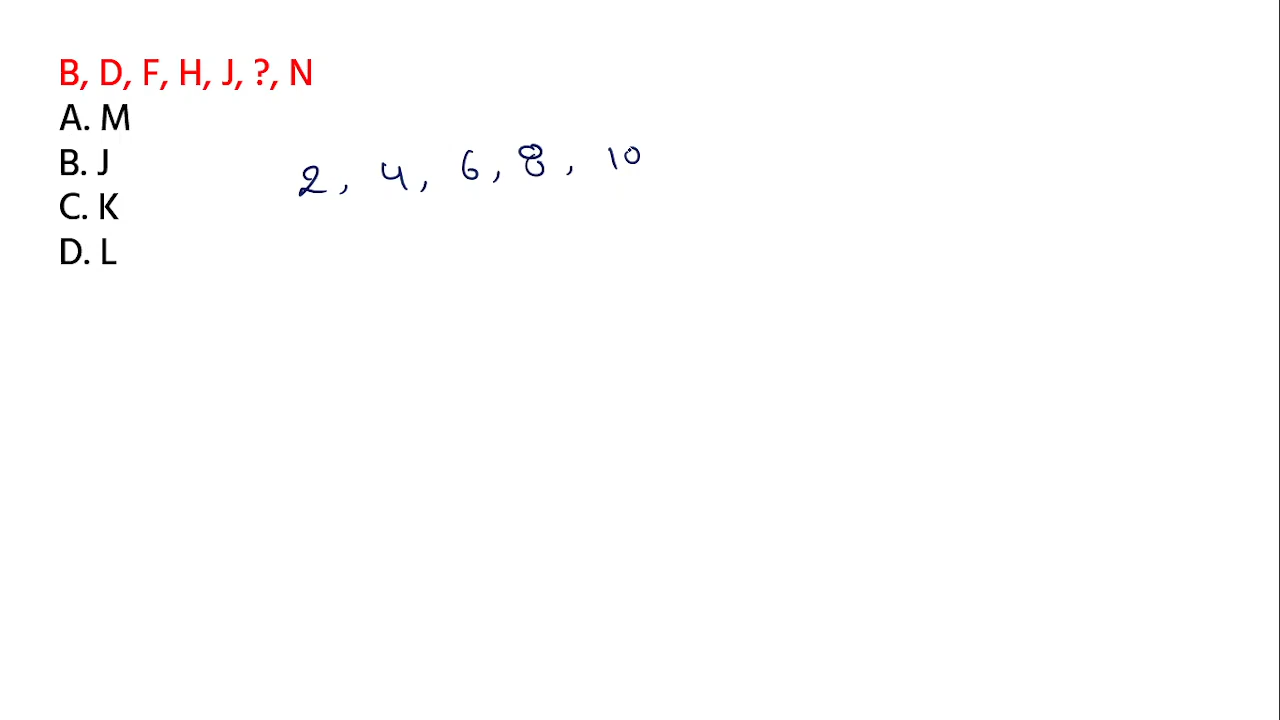 B, D, F, H, J, ?, N
A. M
B. J
C. K
D. L
2, 4, 6, 8, 10